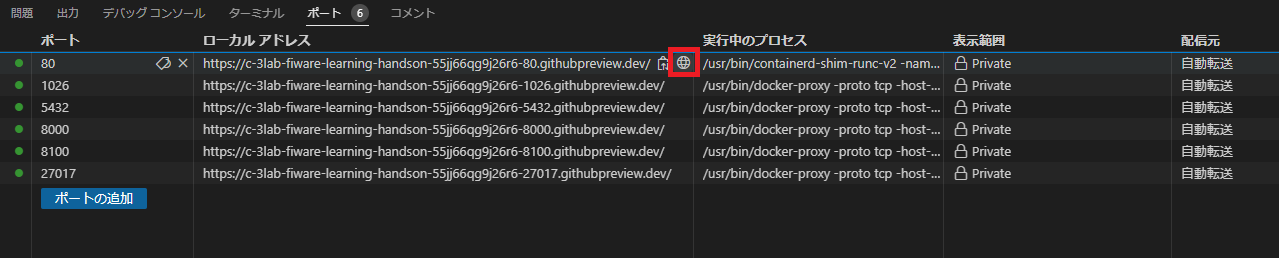 問題 出力 デバッグ コンソール ターミナル ポート 6 コメント
ポート ローカル アドレス 実行中のプロセス 表示範囲 配信元
80 https://c-3lab-fiware-learning-handson-55jj66qg9j26r6-80.githubpreview.dev/ /usr/bin/containerd-shim-runc-v2 -nam... Private 自動転送
1026 https://c-3lab-fiware-learning-handson-55jj66qg9j26r6-1026.githubpreview.dev/ /usr/bin/docker-proxy -proto tcp -host-... Private 自動転送
5432 https://c-3lab-fiware-learning-handson-55jj66qg9j26r6-5432.githubpreview.dev/ /usr/bin/docker-proxy -proto tcp -host-... Private 自動転送
8000 https://c-3lab-fiware-learning-handson-55jj66qg9j26r6-8000.githubpreview.dev/ /usr/bin/docker-proxy -proto tcp -host-... Private 自動転送
8100 https://c-3lab-fiware-learning-handson-55jj66qg9j26r6-8100.githubpreview.dev/ /usr/bin/docker-proxy -proto tcp -host-... Private 自動転送
27017 https://c-3lab-fiware-learning-handson-55jj66qg9j26r6-27017.githubpreview.dev/ /usr/bin/docker-proxy -proto tcp -host-... Private 自動転送
ポートの追加